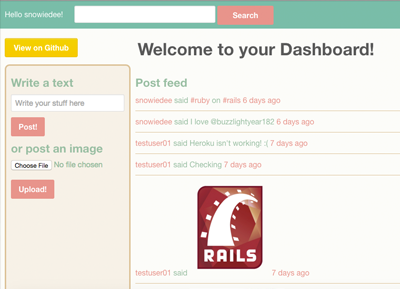 Hello snowiedee!
Search
View on Github
Welcome to your Dashboard!
Write a text
Write your stuff here
Post!
or post an image
Choose File No file chosen
Upload!
Post feed
snowiedee said #ruby on #rails 6 days ago
snowiedee said I love @buzzlightyear182 6 days ago
testuser01 said Heroku isn't working! :( 7 days ago
testuser01 said Checking 7 days ago
RAILS
testuser01 said 7 days ago